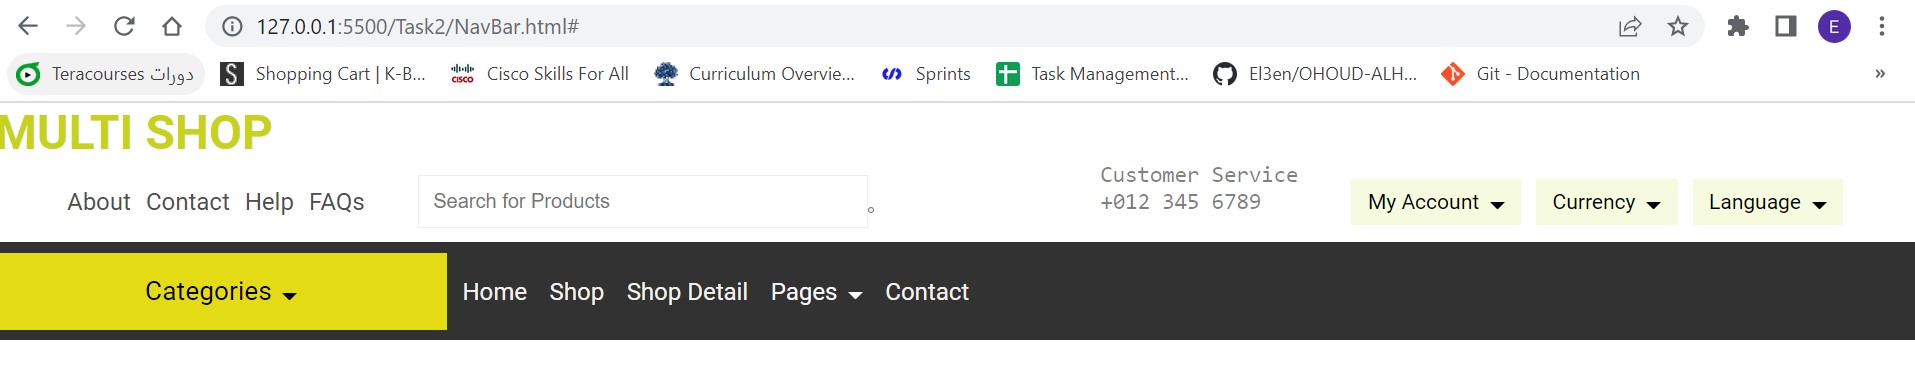 127.0.0.1:5500/Task2/NavBar.html#
E
Teracourses دورات
Shopping Cart | K-B...
CISCO
Cisco Skills For All
Curriculum Overvie...
Sprints
Task Management...
El3en/OHOUD-ALH...
Git - Documentation
»
MULTI SHOP
About Contact Help FAQs
Search for Products
Customer Service
+012 345 6789
My Account
Currency
Language
Categories
Home Shop Shop Detail Pages Contact